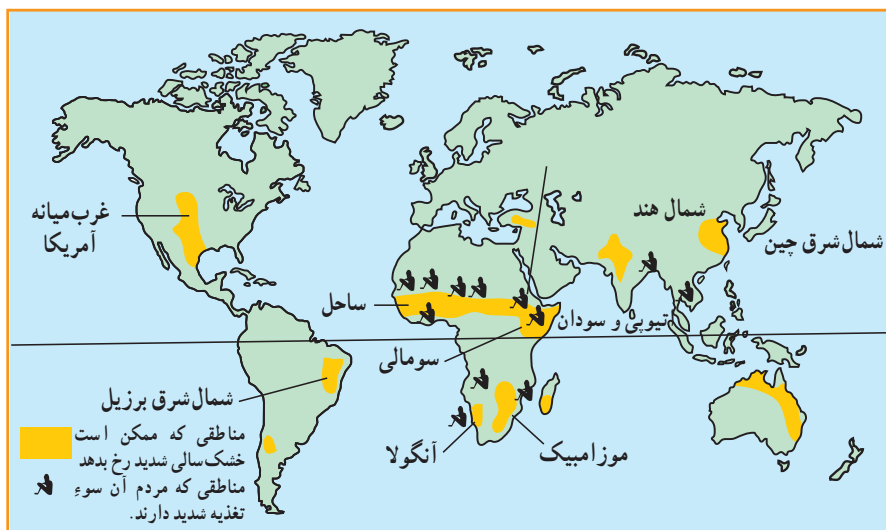 غرب‌میانه
آمریکا
شمال هند
شمال‌شرق چین
ساحل
تیوپی و سودان
سومالی
شمال‌شرق برزیل
آنگولا
موزامبیک
مناطقی که ممکن است
خشک‌سالی شدید رخ بدهد
مناطقی که مردم آن سوءِ
تغذیه شدید دارند.